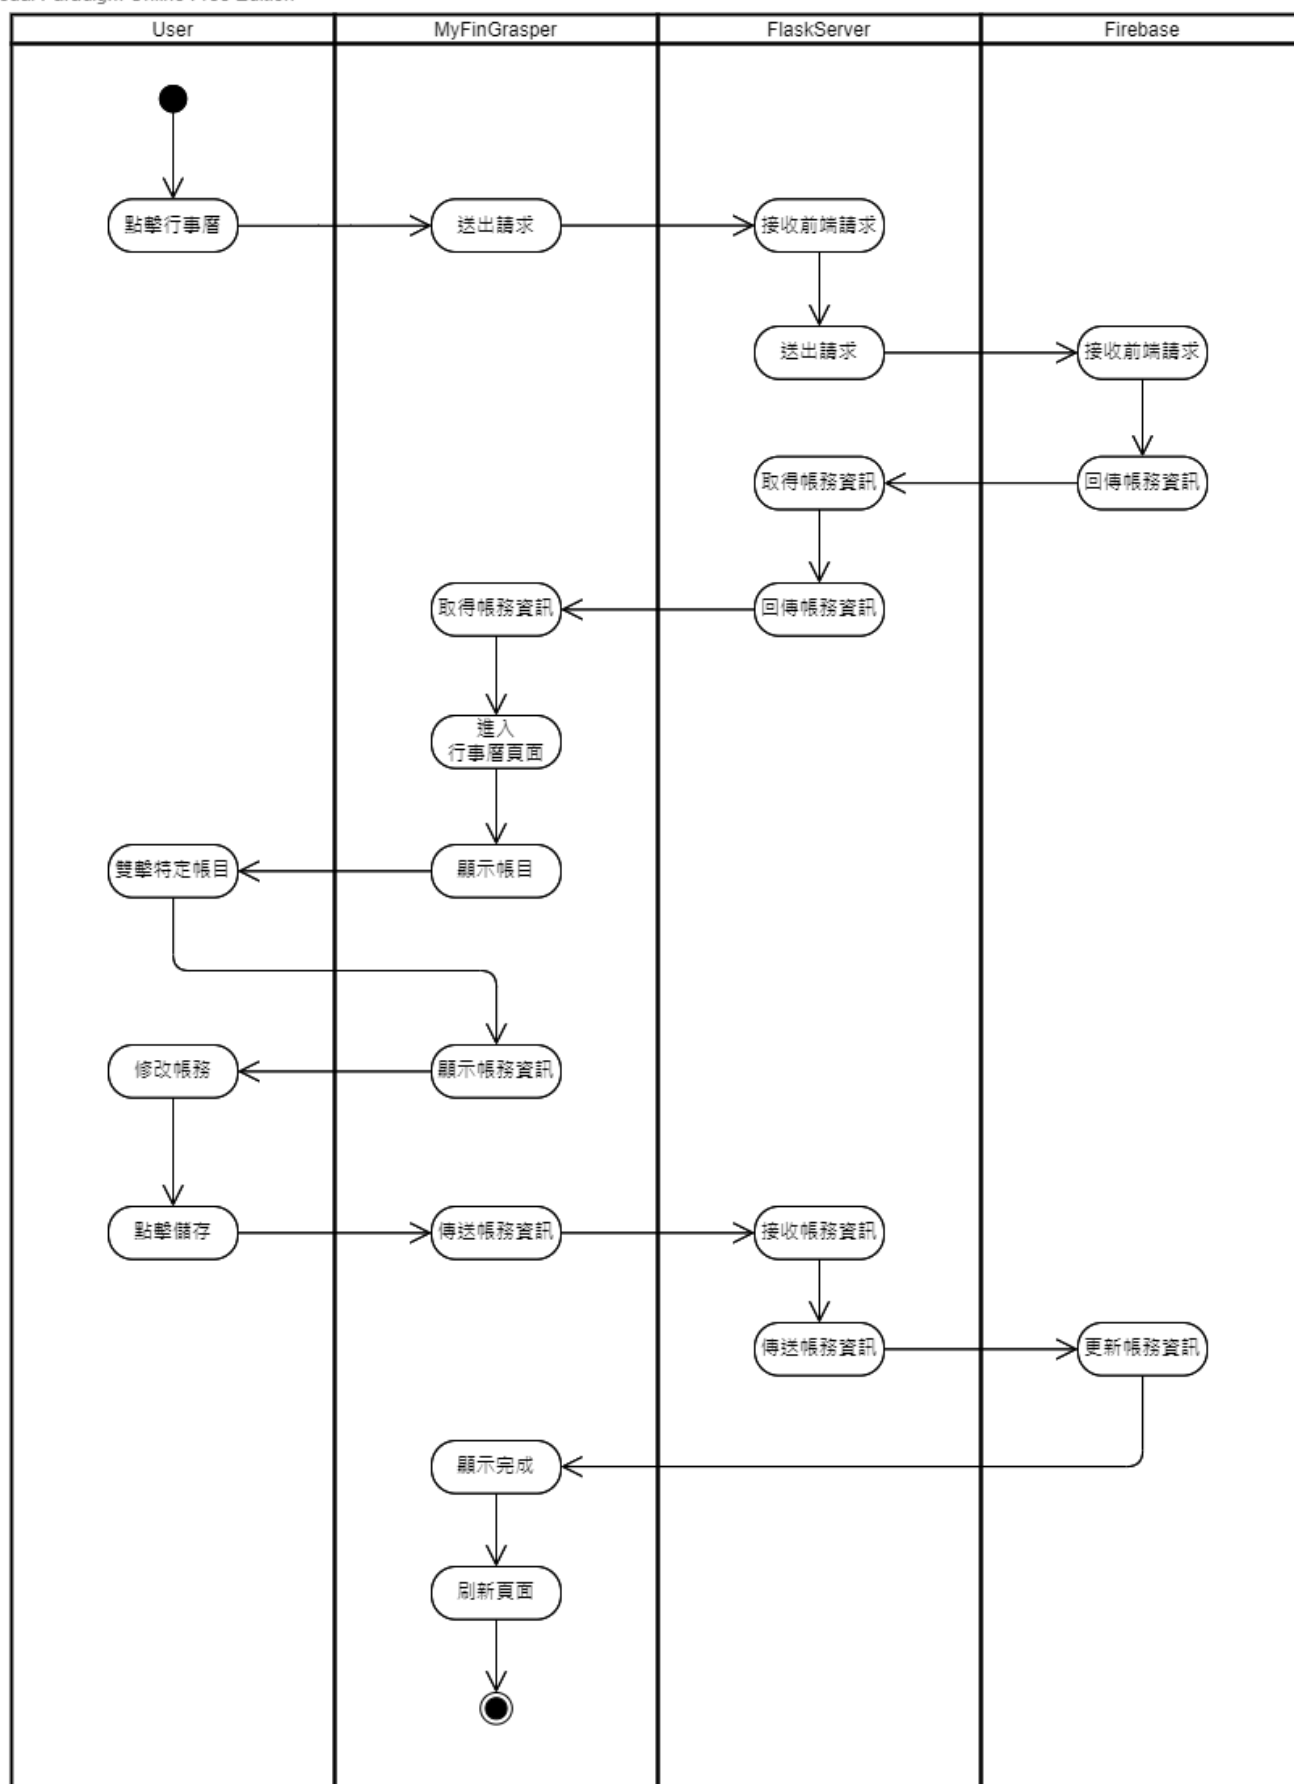 User
MyFinGrasper
FlaskServer
Firebase
點擊行事曆
送出請求
接收前端請求
送出請求
接收前端請求
取得帳務資訊
回傳帳務資訊
取得帳務資訊
回傳帳務資訊
進入
行事曆頁面
雙擊特定帳目
顯示帳目
修改帳務
顯示帳務資訊
點擊儲存
傳送帳務資訊
接收帳務資訊
傳送帳務資訊
更新帳務資訊
顯示完成
刷新頁面